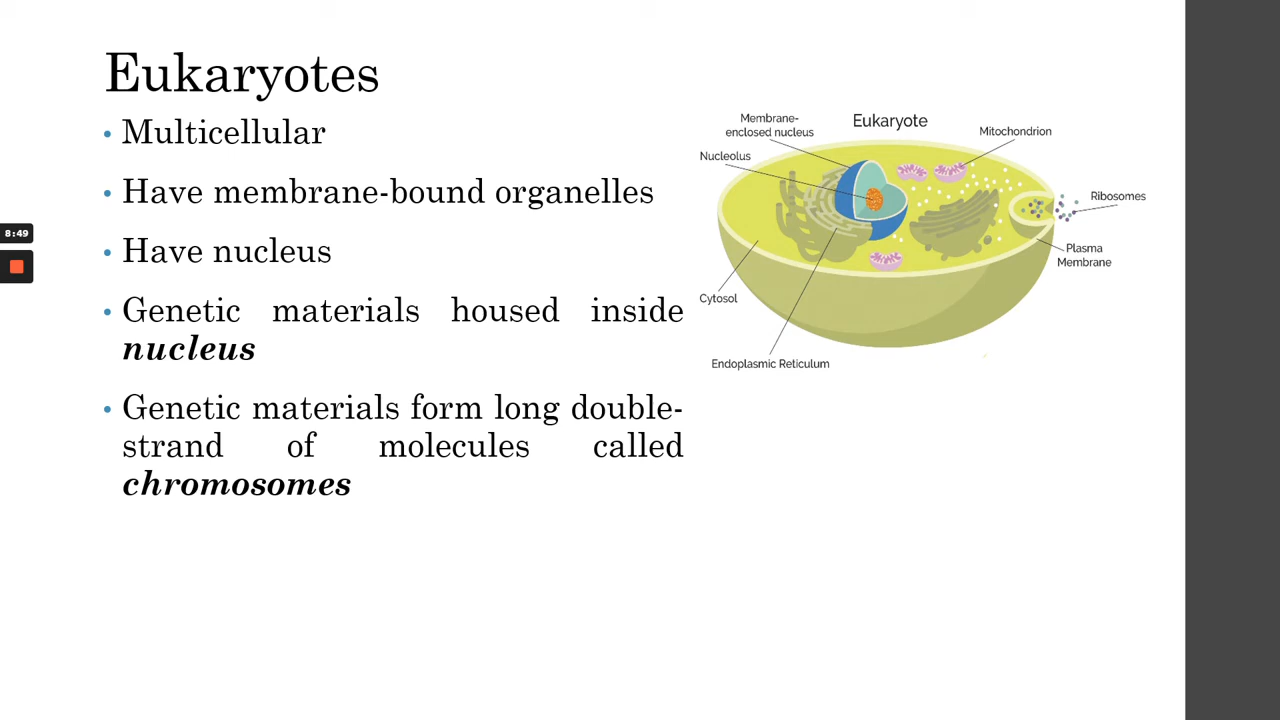 Eukaryotes
• Multicellular
• Have membrane-bound organelles
• Have nucleus
• Genetic materials housed inside
nucleus
• Genetic materials form long double-
strand of molecules called
chromosomes
8:49
Eukaryote
Membrane-
enclosed nucleus
Mitochondrion
Nucleolus
Ribosomes
Plasma
Membrane
Cytosol
Endoplasmic Reticulum